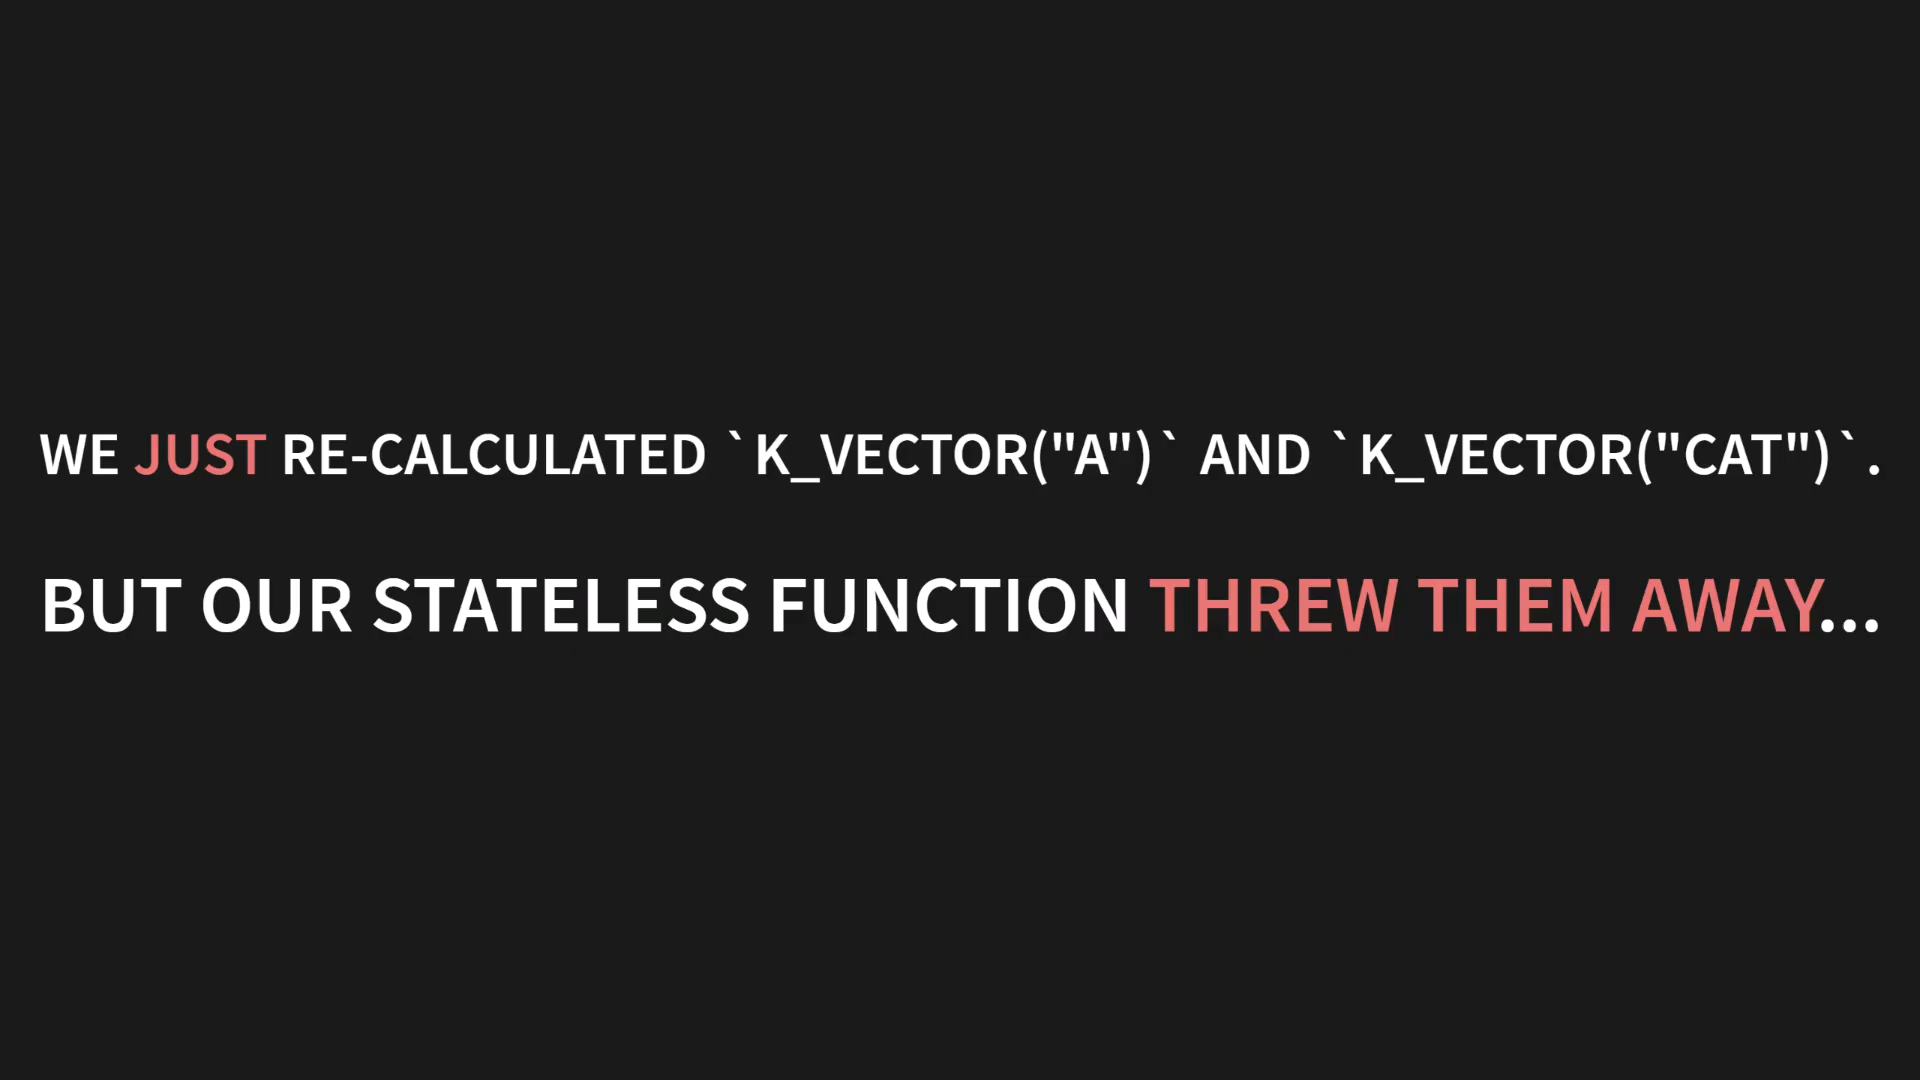 WE JUST RE-CALCULATED `K_VECTOR("A")` AND `K_VECTOR("CAT")`.
BUT OUR STATELESS FUNCTION THREW THEM AWAY...